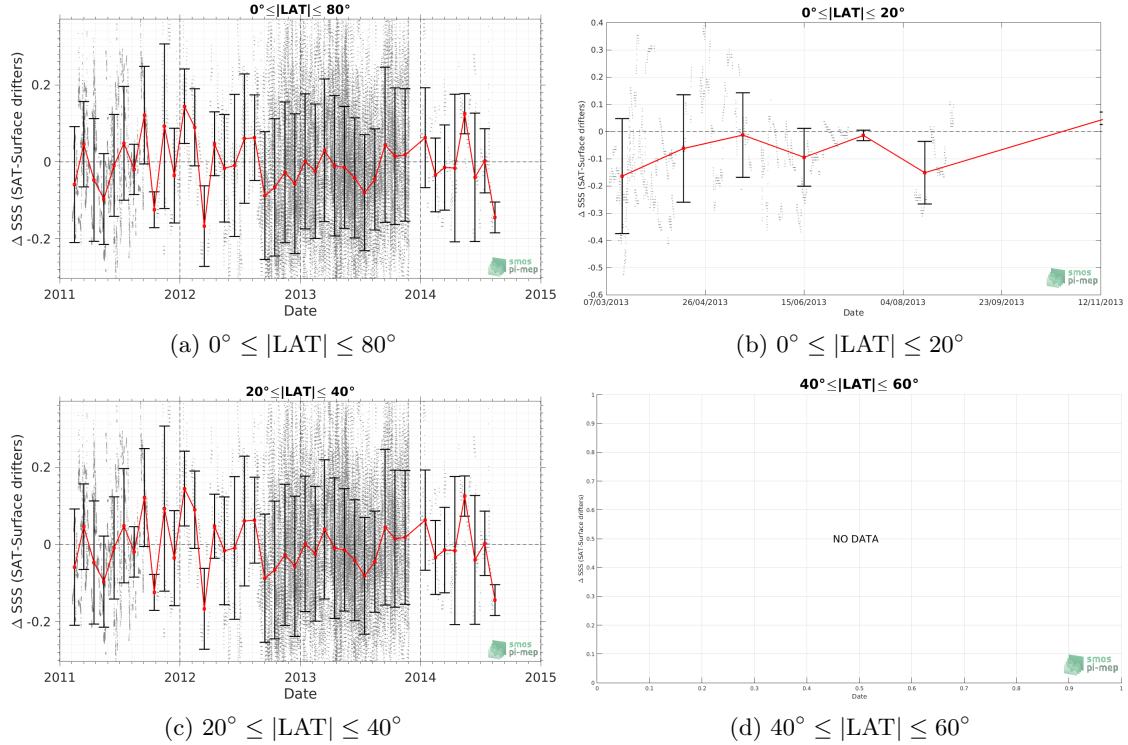 0°≤|LAT|≤ 80°
Δ SSS (SAT-Surface drifters)
0.2
0
-0.2
2011 2012 2013 2014 2015
Date
smos
pi-mep
(a) 0° ≤ |LAT| ≤ 80°
0°≤|LAT|≤ 20°
Δ SSS (SAT-Surface drifters)
0.4
0.3
0.2
0.1
0
-0.1
-0.2
-0.3
-0.4
-0.5
-0.6
07/03/2013 26/04/2013 15/06/2013 04/08/2013 23/09/2013 12/11/2013
Date
smos
pi-mep
(b) 0° ≤ |LAT| ≤ 20°
20°≤|LAT|≤ 40°
Δ SSS (SAT-Surface drifters)
0.2
0
-0.2
2011 2012 2013 2014 2015
Date
smos
pi-mep
(c) 20° ≤ |LAT| ≤ 40°
40°≤|LAT|≤ 60°
Δ SSS (SAT-Surface drifters)
1
0.9
0.8
0.7
0.6
0.5
0.4
0.3
0.2
0.1
0
NO DATA
0 0.1 0.2 0.3 0.4 0.5 0.6 0.7 0.8 0.9 1
Date
smos
pi-mep
(d) 40° ≤ |LAT| ≤ 60°